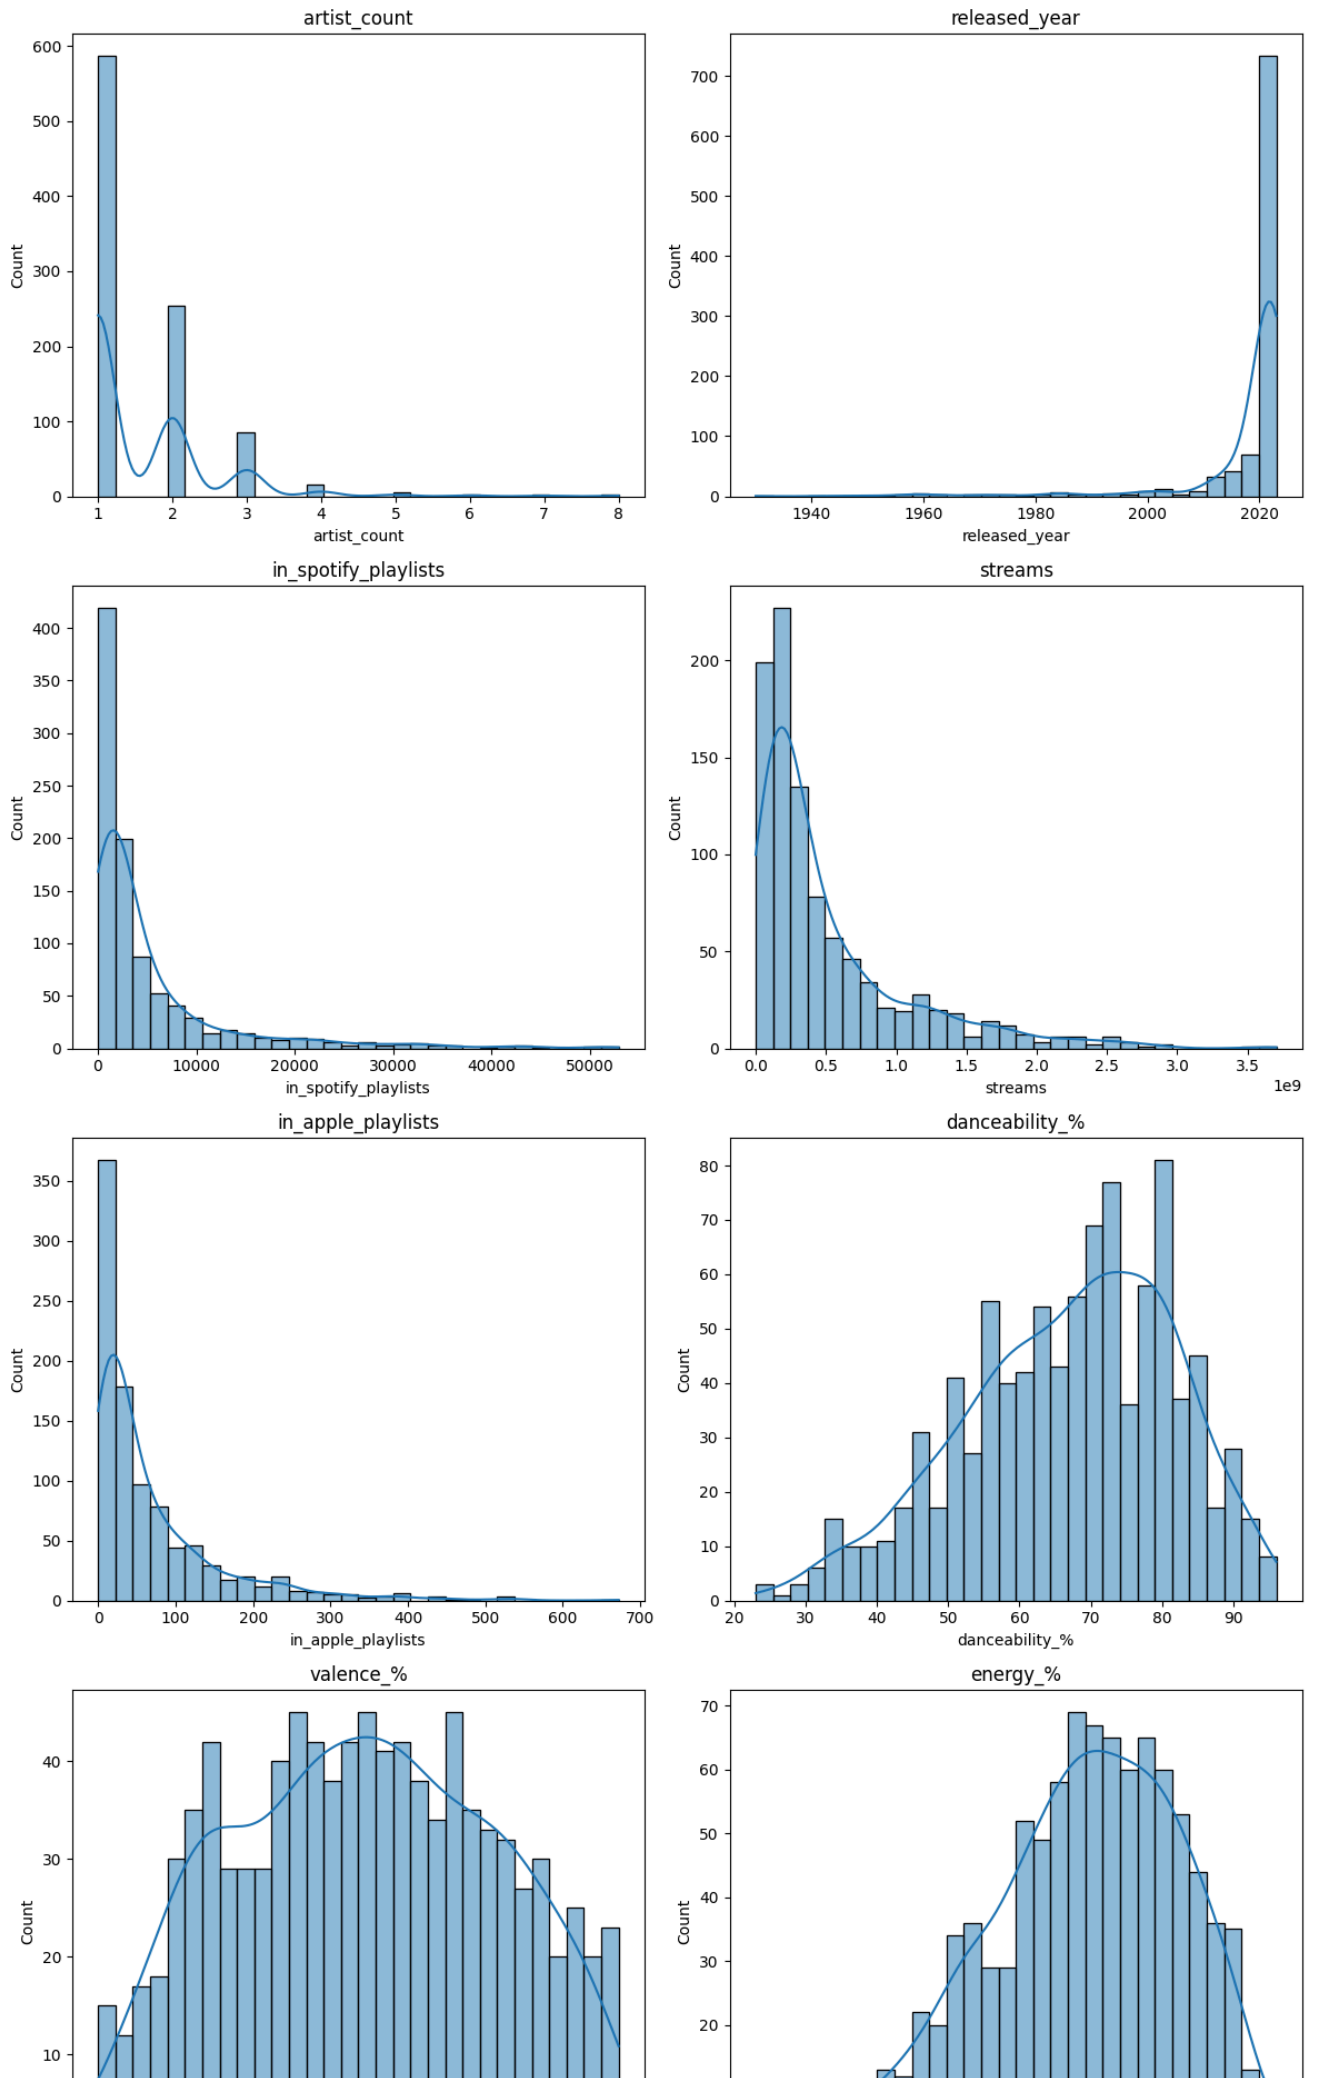 artist_count
released_year
600
500
400
300
200
100
0
Count
1 2 3 4 5 6 7 8
artist_count
700
600
500
400
300
200
100
0
Count
1940 1960 1980 2000 2020
released_year
in_spotify_playlists
streams
400
350
300
250
200
150
100
50
0
Count
0 10000 20000 30000 40000 50000
in_spotify_playlists
200
150
100
50
0
Count
0.0 0.5 1.0 1.5 2.0 2.5 3.0 3.5
1e9
streams
in_apple_playlists
danceability_%
350
300
250
200
150
100
50
0
Count
0 100 200 300 400 500 600 700
in_apple_playlists
80
70
60
50
40
30
20
10
0
Count
20 30 40 50 60 70 80 90
danceability_%
valence_%
energy_%
40
30
20
10
Count
70
60
50
40
30
20
Count